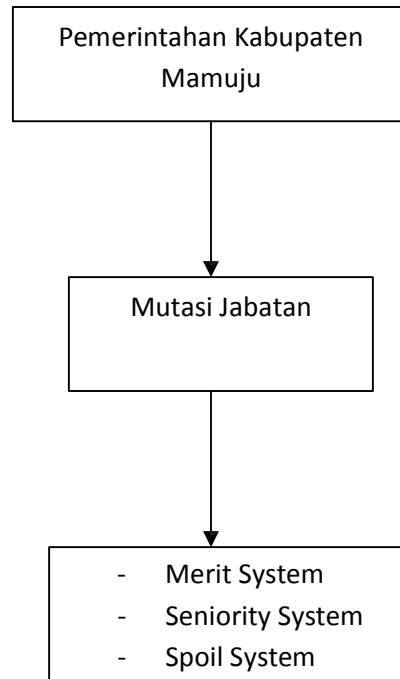 Pemerintahan Kabupaten
Mamuju
Mutasi Jabatan
- Merit System
- Seniority System
- Spoil System